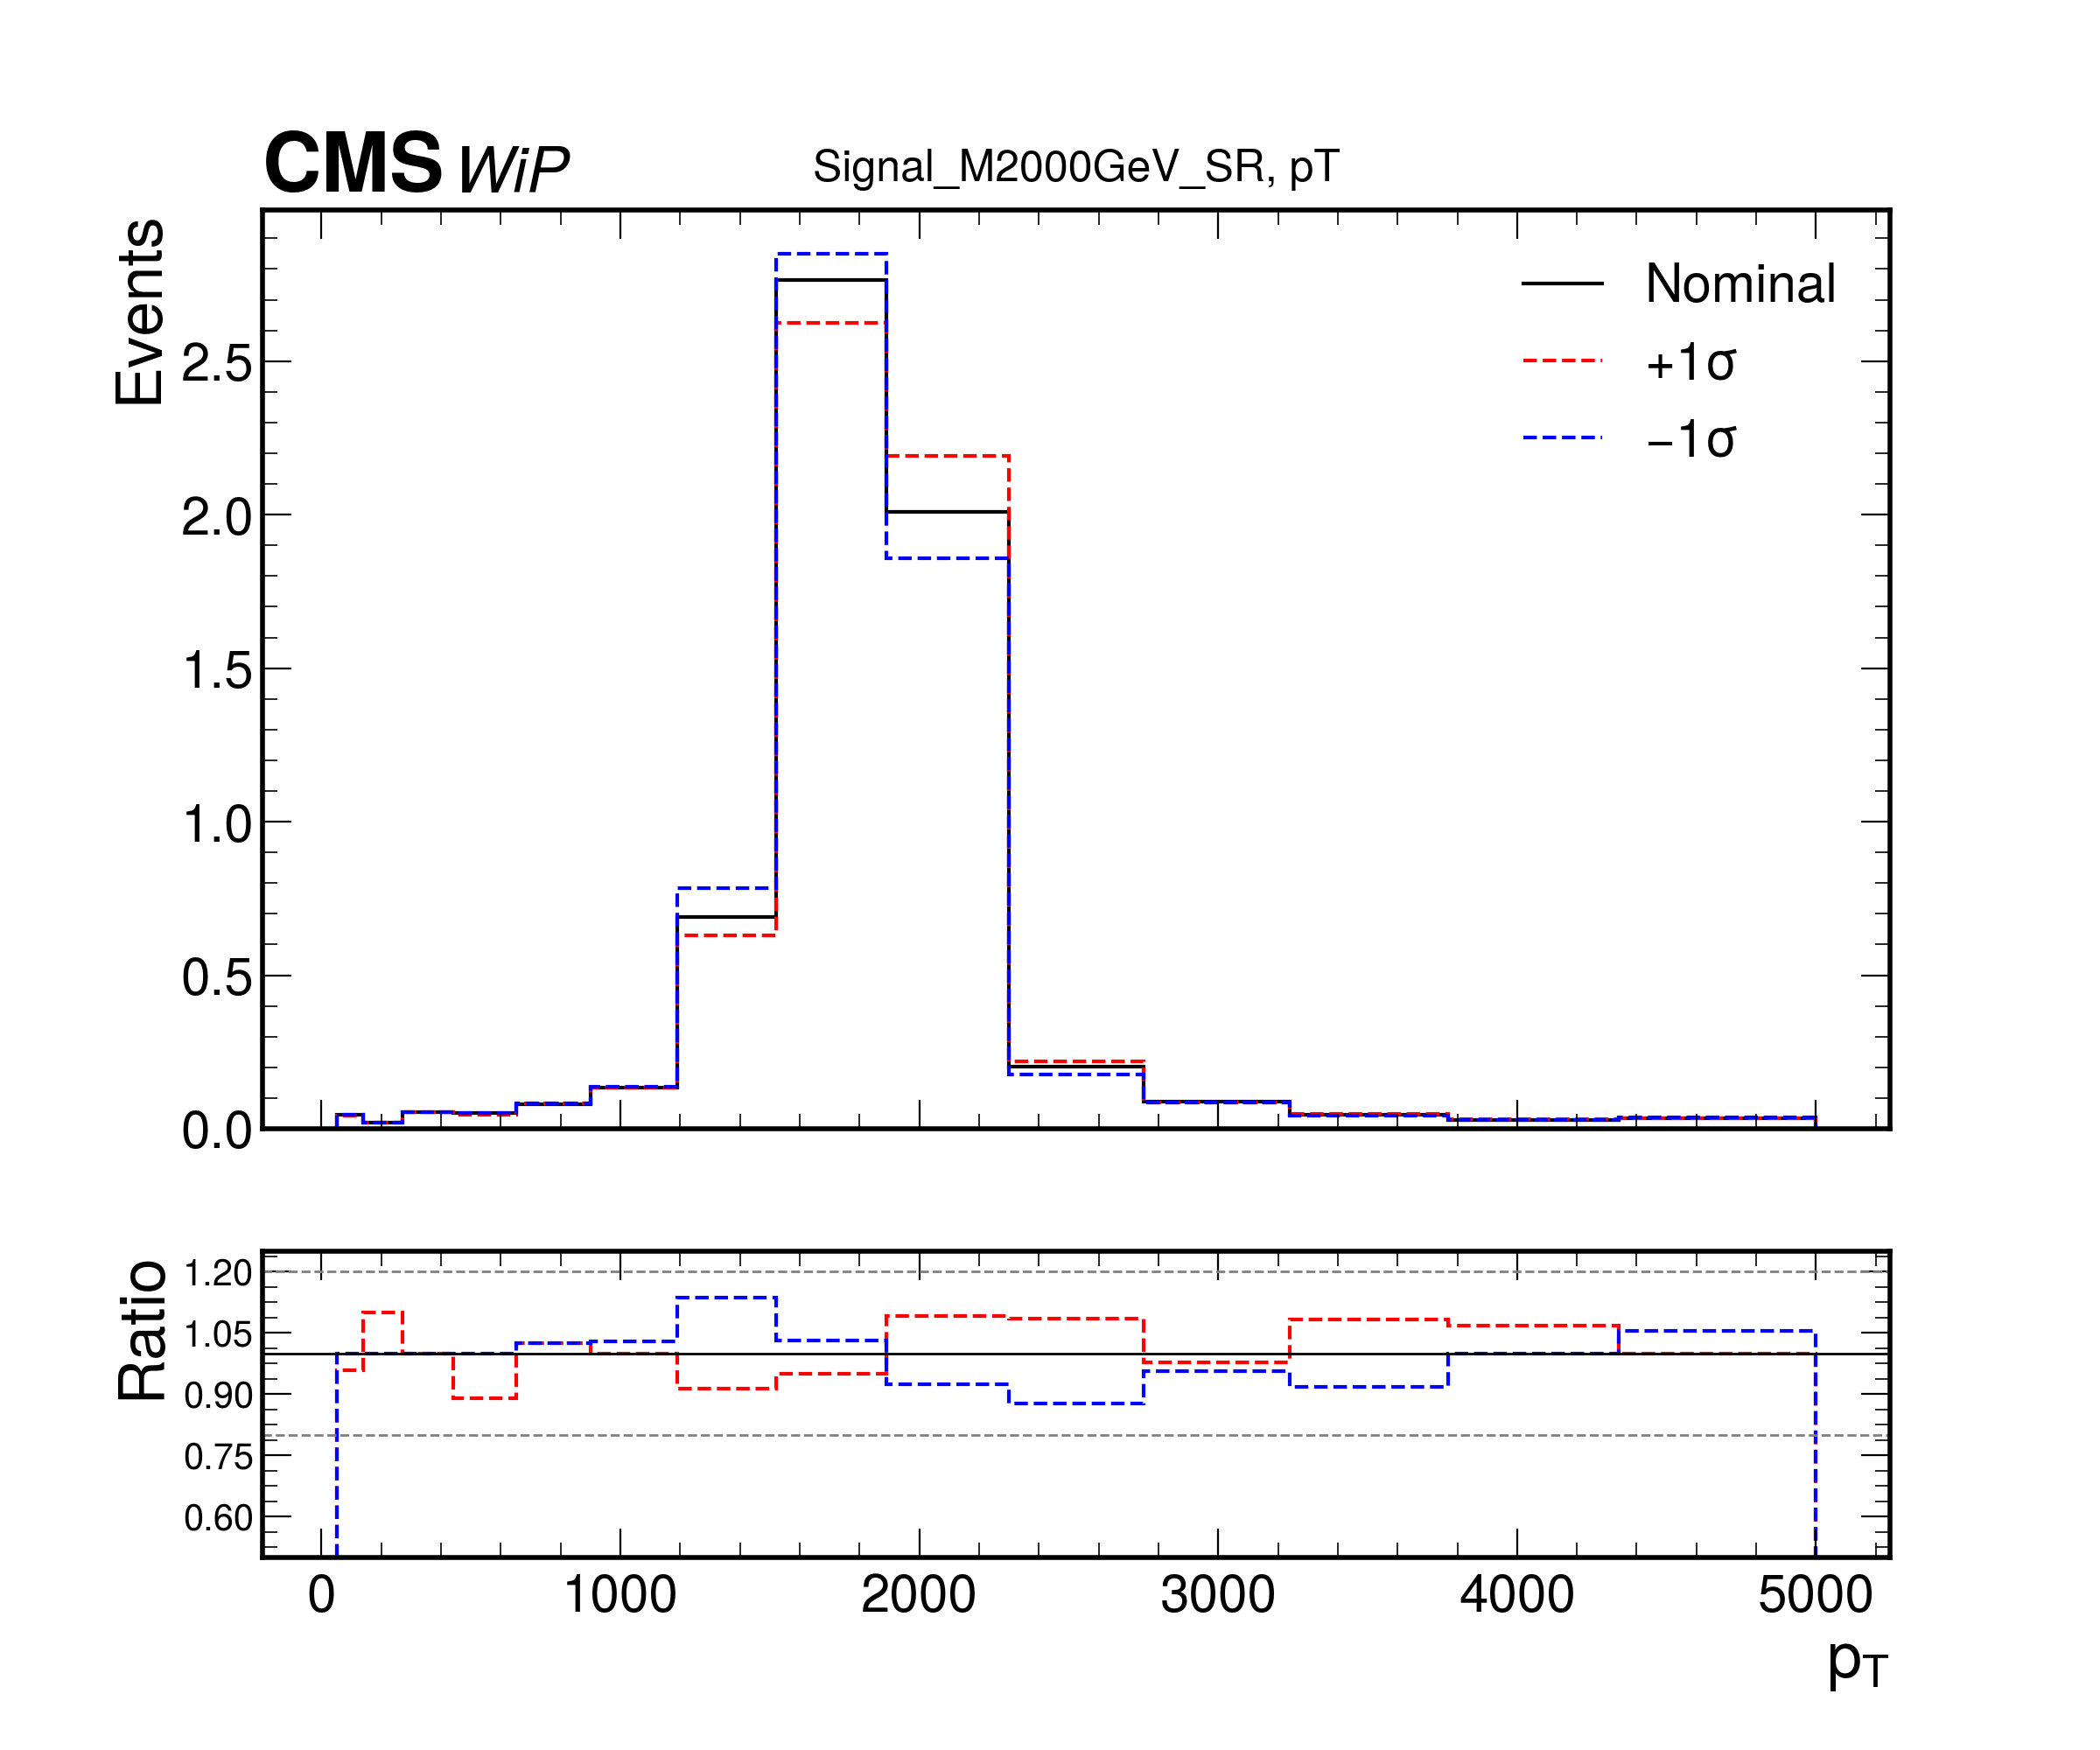 CMS WiP
Signal_M2000GeV_SR, pT
Events
2.5
2.0
1.5
1.0
0.5
0.0
Nominal
+1σ
−1σ
Ratio
1.20
1.05
0.90
0.75
0.60
0 1000 2000 3000 4000 5000
pT